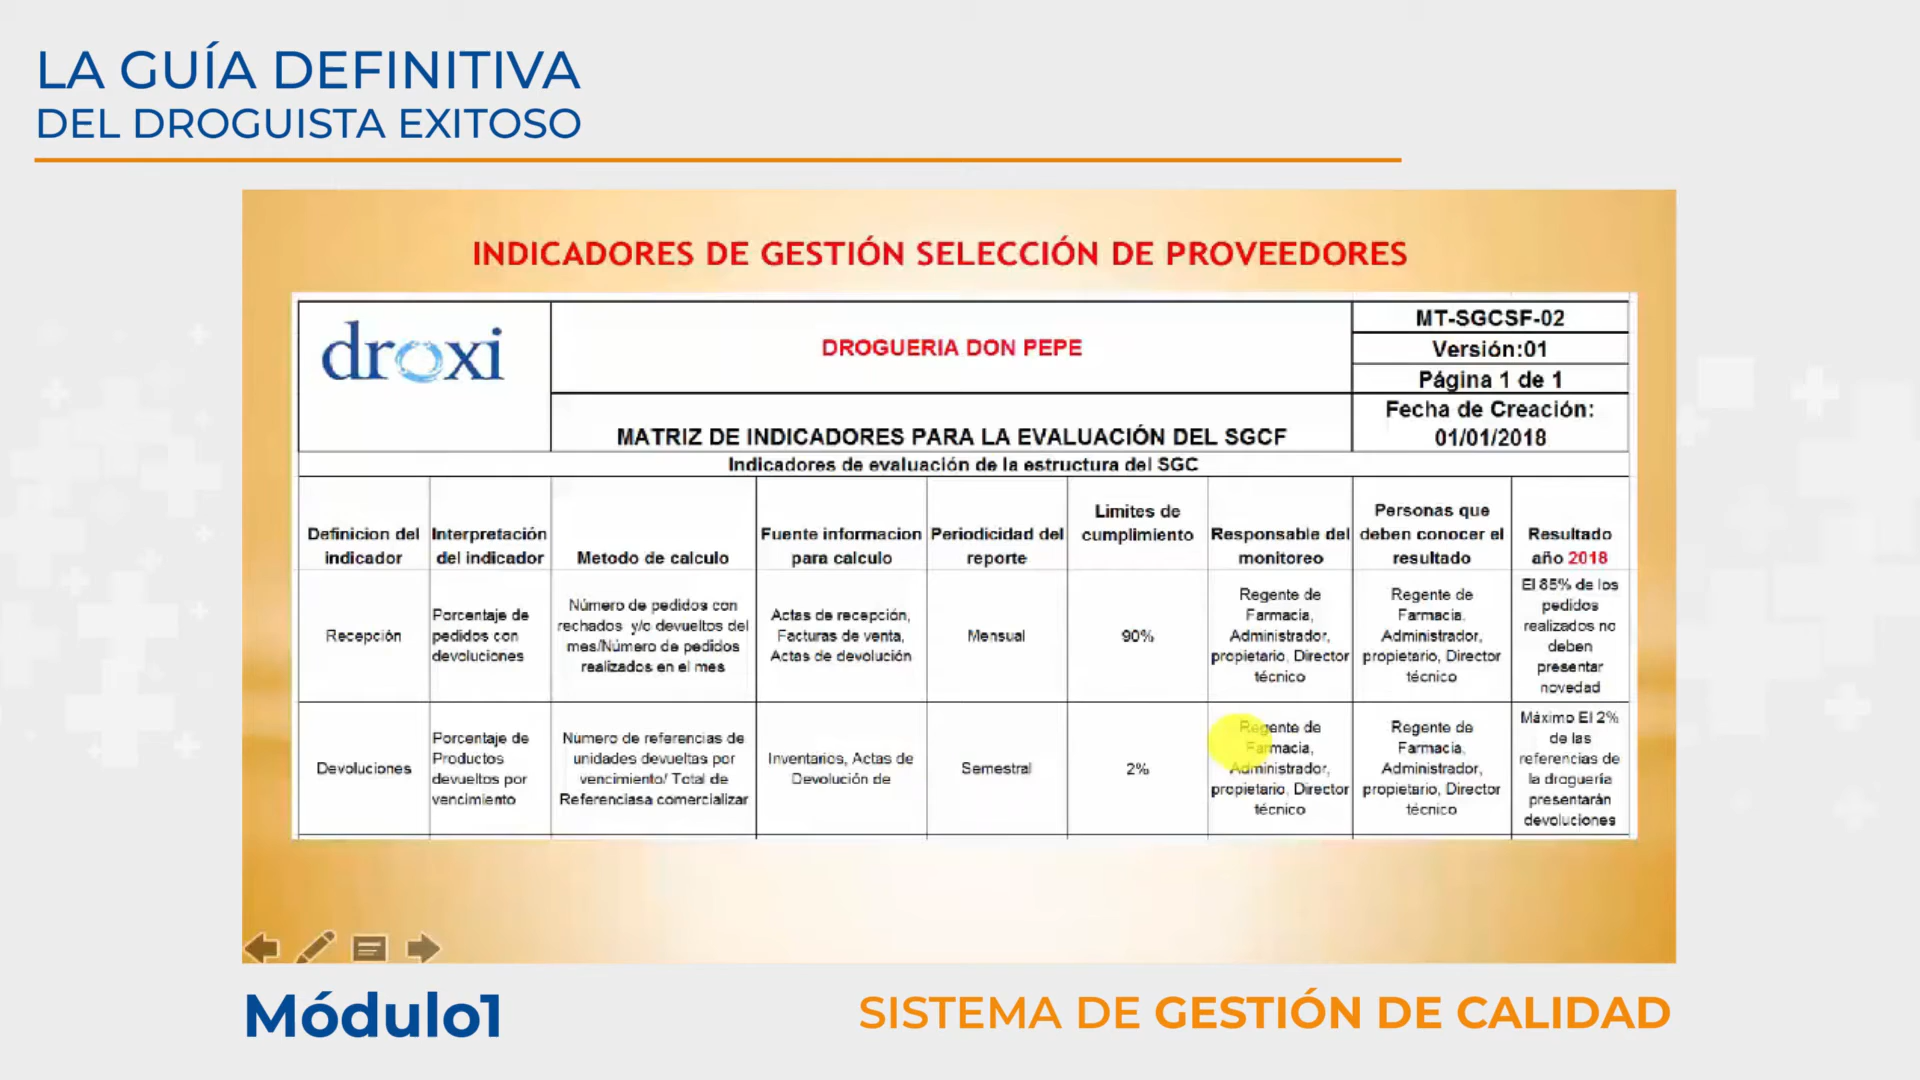 LA GUÍA DEFINITIVA
DEL DROGUISTA EXITOSO
INDICADORES DE GESTIÓN SELECCIÓN DE PROVEEDORES
droxi
DROGUERIA DON PEPE
MT-SGCSF-02
Versión:01
Página 1 de 1
MATRIZ DE INDICADORES PARA LA EVALUACIÓN DEL SGCF
Fecha de Creación:
01/01/2018
Indicadores de evaluación de la estructura del SGC
Definicion del
indicador
Interpretación
del indicador
Metodo de calculo
Fuente informacion
para calculo
Periodicidad del
reporte
Limites de
cumplimiento
Responsable del
monitoreo
Personas que
deben conocer el
resultado
Resultado
año 2018
Recepción
Porcentaje de
pedidos con
devoluciones
Número de pedidos con
rechados y/o devueltos del
mes/Número de pedidos
realizados en el mes
Actas de recepción,
Facturas de venta,
Actas de devolución
Mensual
90%
Regente de
Farmacia,
Administrador,
propietario, Director
técnico
Regente de
Farmacia,
Administrador,
propietario, Director
técnico
El 85% de los
pedidos
realizados no
deben
presentar
novedad
Devoluciones
Porcentaje de
Productos
devueltos por
vencimiento
Número de referencias de
unidades devueltas por
vencimiento/ Total de
Referenciasa comercializar
Inventarios, Actas de
Devolución de
Semestral
2%
Regente de
Farmacia,
Administrador,
propietario, Director
técnico
Regente de
Farmacia,
Administrador,
propietario, Director
técnico
Máximo El 2%
de las
referencias de
la droguería
presentarán
devoluciones
Módulo1
SISTEMA DE GESTIÓN DE CALIDAD